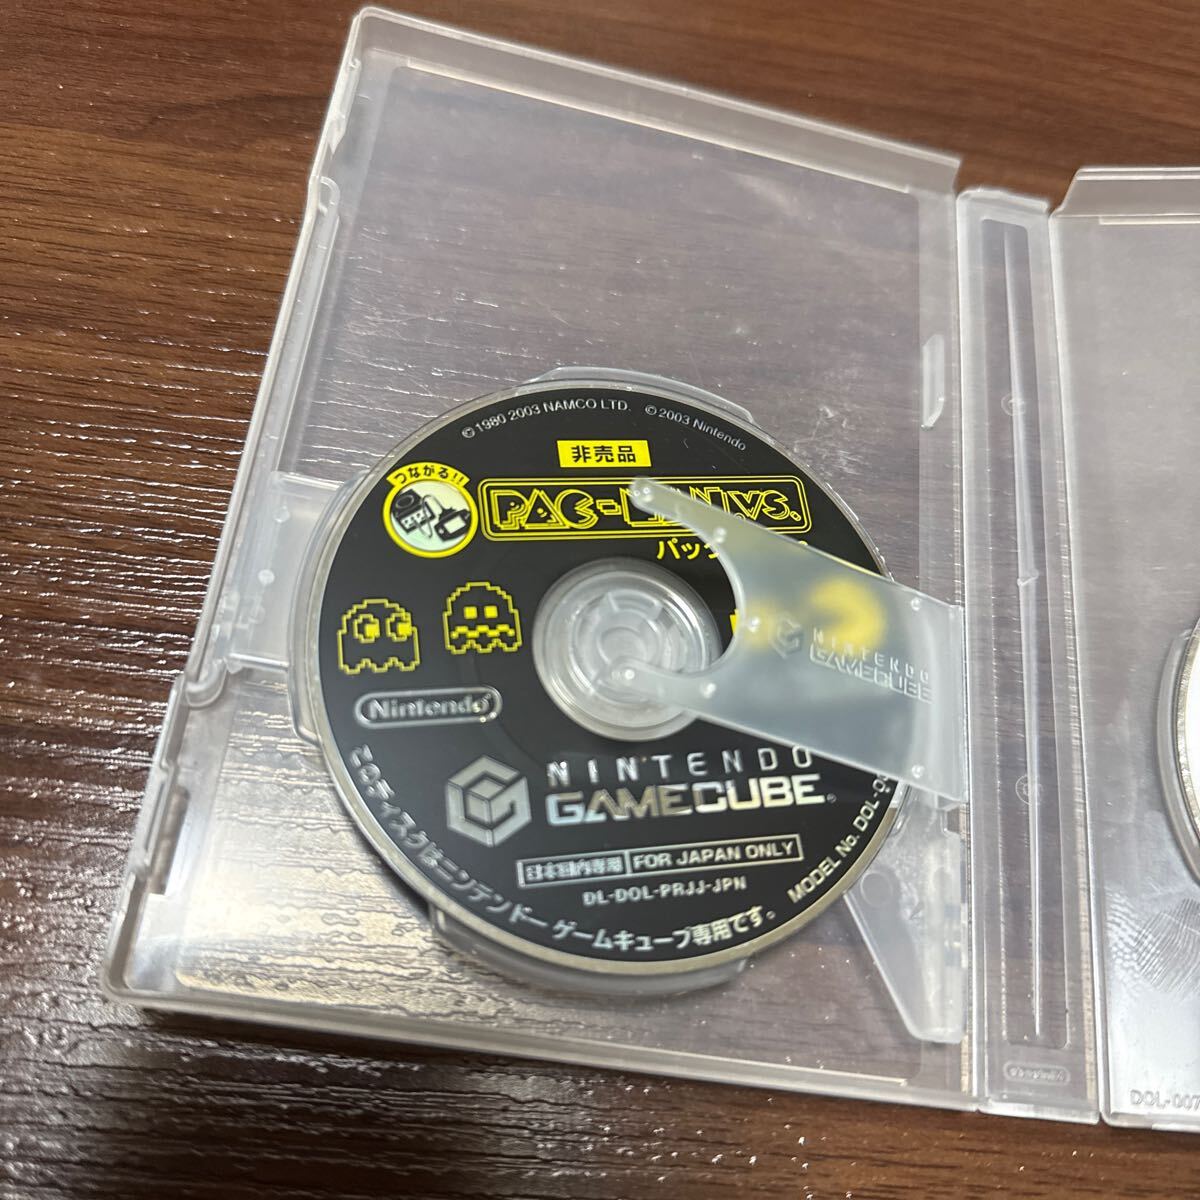 © 1980 2003 NAMCO LTD. © 2003 Nintendo
非売品
つながる!!
PAC-MAN VS.
パック
Nintendo
NINTENDO
GAMECUBE
NINTENDO
GAMECUBE®
日本国内専用 FOR JAPAN ONLY
DL-DOL-PRJJ-JPN
このディスクはニンテンドー ゲームキューブ専用です。 MODEL No. DOL-
Nintendo
DOL-007